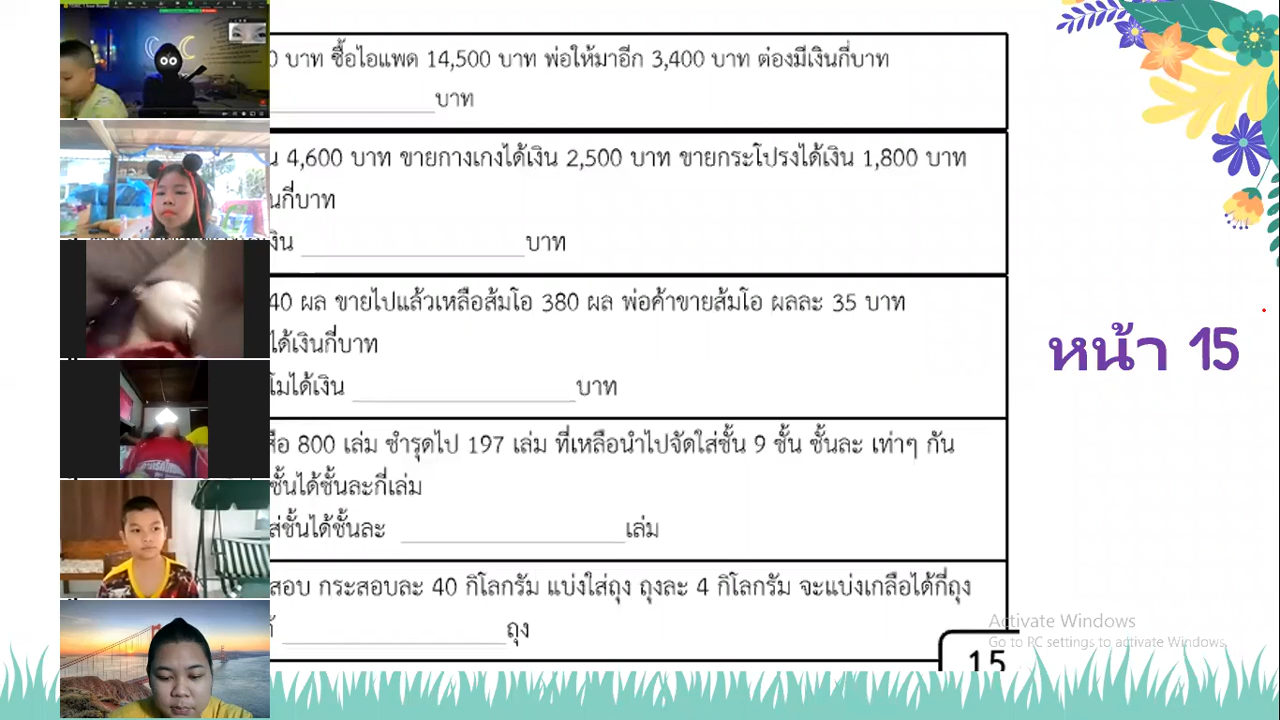 บาท ซื้อไอแพด 14,500 บาท พ่อให้มาอีก 3,400 บาท ต่องมีเงินกี่บาท
บาท
4,600 บาท ขายกางเกงได้เงิน 2,500 บาท ขายกระโปรงได้เงิน 1,800 บาท
นกี่บาท
งิน บาท
40 ผล ขายไปแล้วเหลือส้มโอ 380 ผล พ่อค้าขายส้มโอ ผลละ 35 บาท
ได้เงินกี่บาท
โมได้เงิน บาท
สือ 800 เล่ม ชำรุดไป 197 เล่ม ที่เหลือนำไปจัดใส่ชั้น 9 ชั้น ชั้นละ เท่าๆ กัน
ชั้นได้ชั้นละกี่เล่ม
ส่ชั้นได้ชั้นละ เล่ม
สอบ กระสอบละ 40 กิโลกรัม แบ่งใส่ถุง ถุงละ 4 กิโลกรัม จะแบ่งเกลือได้กี่ถุง
ถุง
15
หน้า 15
Activate Windows
Go to PC settings to activate Windows.